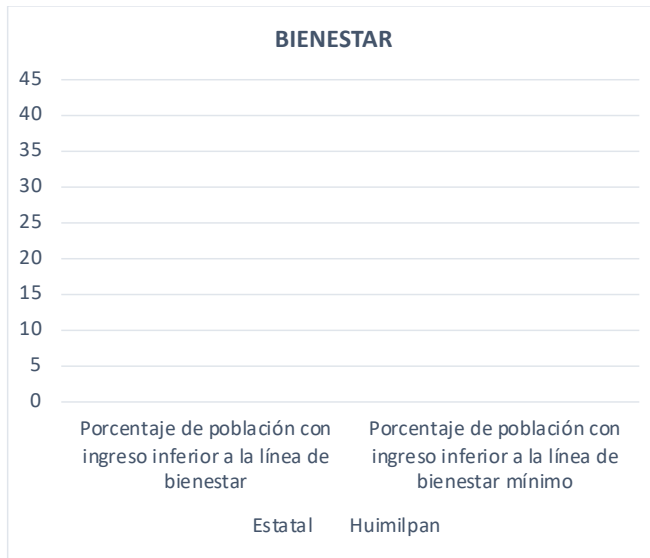 BIENESTAR
45
40
35
30
25
20
15
10
5
0
Porcentaje de población con
ingreso inferior a la línea de
bienestar
Porcentaje de población con
ingreso inferior a la línea de
bienestar mínimo
Estatal Huimilpan